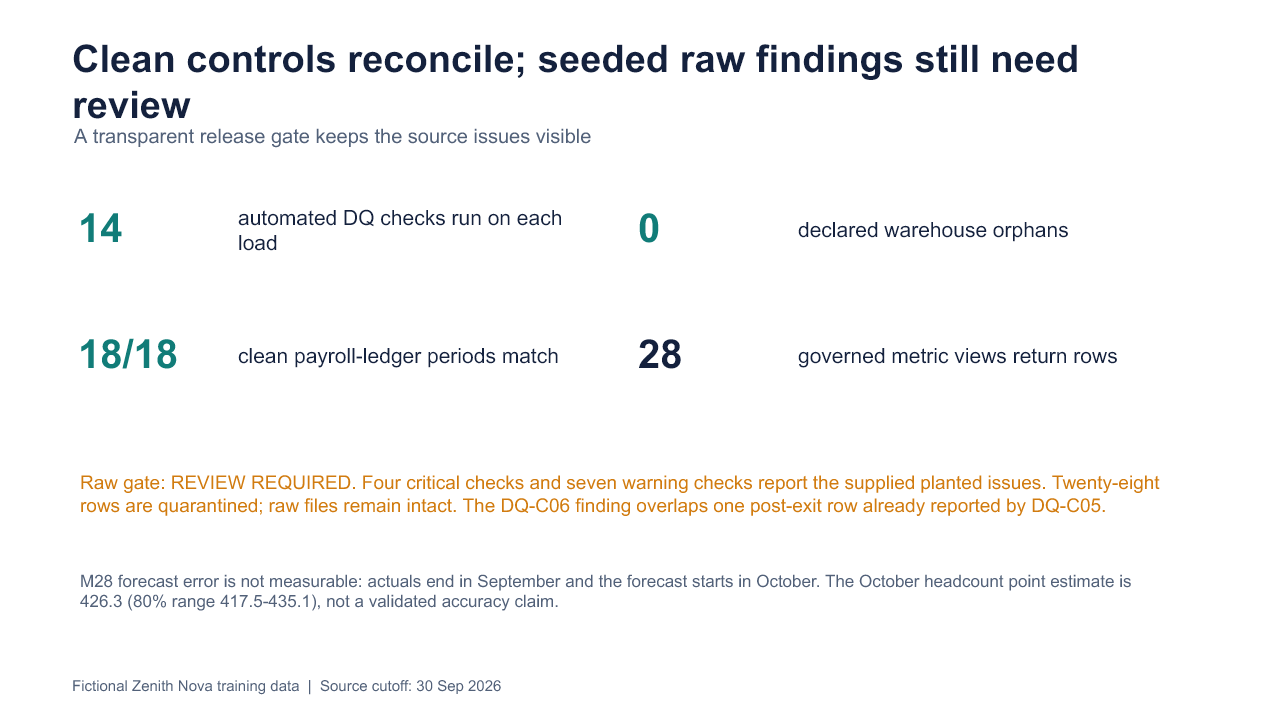 Clean controls reconcile; seeded raw findings still need
review
A transparent release gate keeps the source issues visible
14
automated DQ checks run on each
load
0
declared warehouse orphans
18/18
clean payroll-ledger periods match
28
governed metric views return rows
Raw gate: REVIEW REQUIRED. Four critical checks and seven warning checks report the supplied planted issues. Twenty-eight
rows are quarantined; raw files remain intact. The DQ-C06 finding overlaps one post-exit row already reported by DQ-C05.
M28 forecast error is not measurable: actuals end in September and the forecast starts in October. The October headcount point estimate is
426.3 (80% range 417.5-435.1), not a validated accuracy claim.
Fictional Zenith Nova training data | Source cutoff: 30 Sep 2026